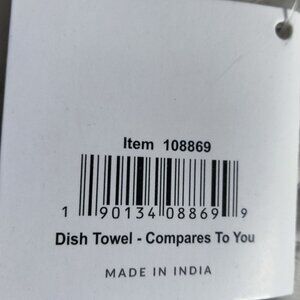 Item 108869
1 90134 08869 9
Dish Towel - Compares To You
MADE IN INDIA